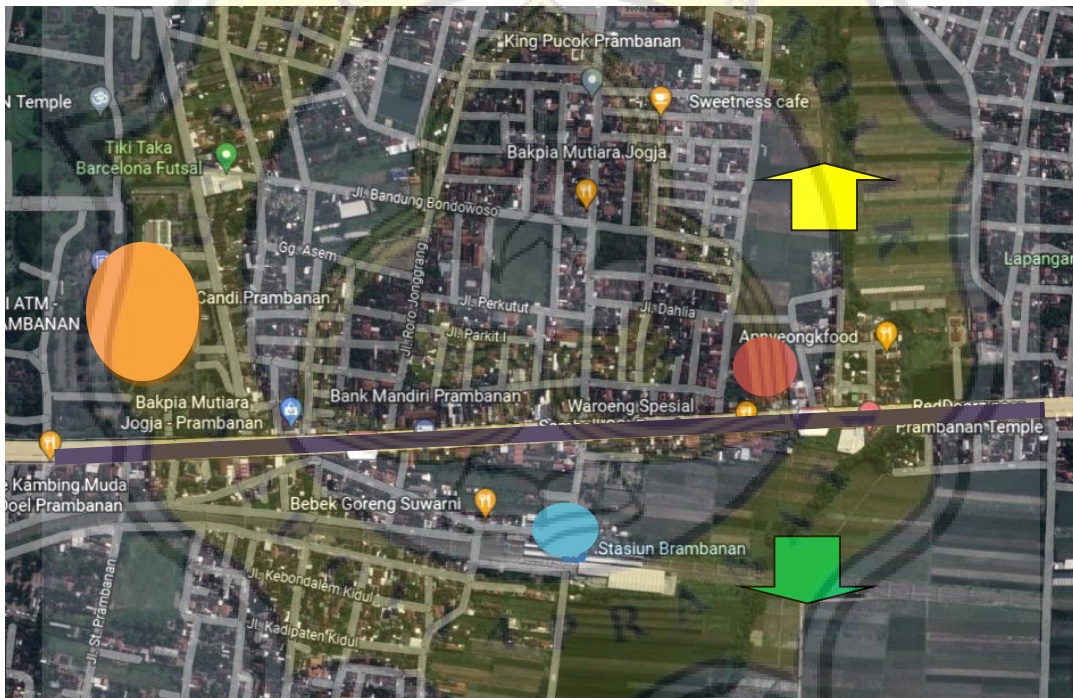 King Pucok Prambanan
Temple
Sweetness cafe
Tiki Taka
Barcelona Futsal
Bakpia Mutiara Jogja
Jl. Bandung Bondowoso
Gg. Asem
Lapangan
Candi Prambanan
ATM -
Jl. Roro Jonggrang
Jl. Perkutut
Jl. Dahlia
Jl. Parkit I
Annyeongkfood
Bakpia Mutiara
Jogja - Prambanan
Bank Mandiri Prambanan
Waroeng Spesial
Prambanan Temple
Kambing Muda
Prambanan
Bebek Goreng Suwarni
Stasiun Brambanan
Jl. Kebondalem Kidul
Jl. Kadipaten Kidul
Jl. St. Prambanan